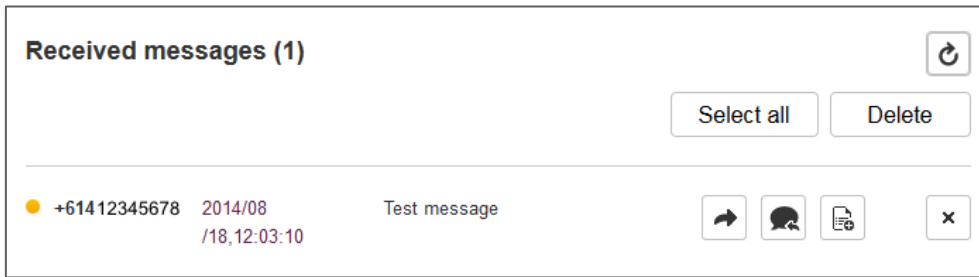 Received messages (1)
Select all
Delete
+61412345678
2014/08
/18,12:03:10
Test message